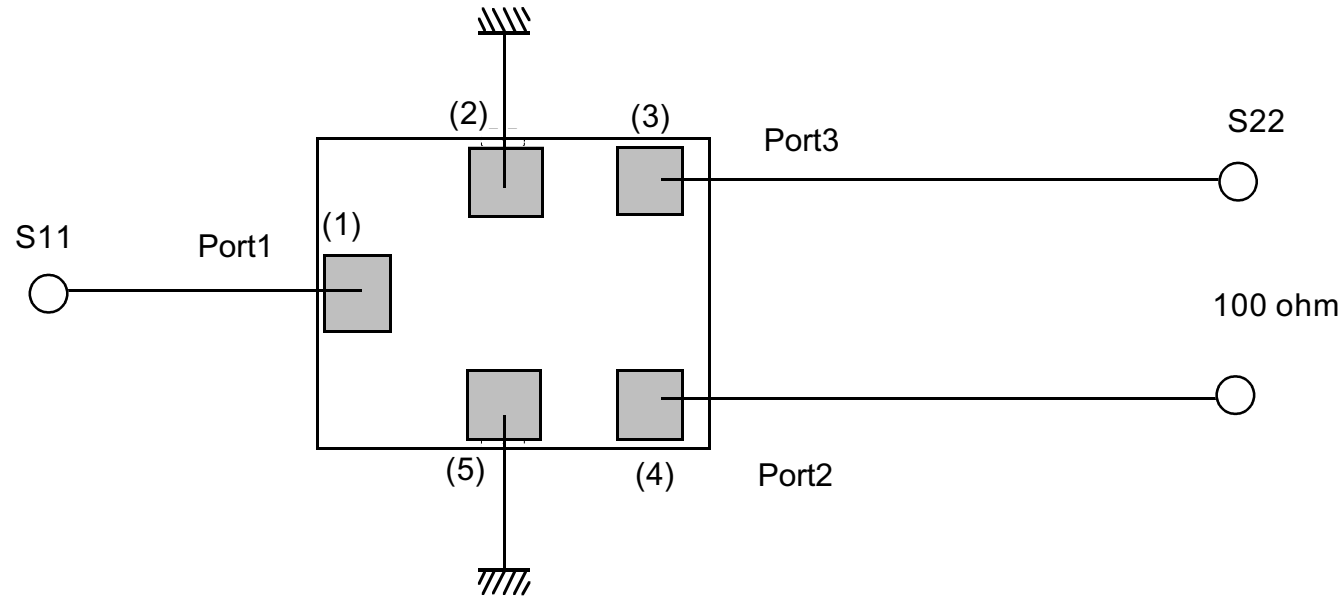 (2)
(3)
Port3
S22
(1)
S11
Port1
100 ohm
(5)
(4)
Port2